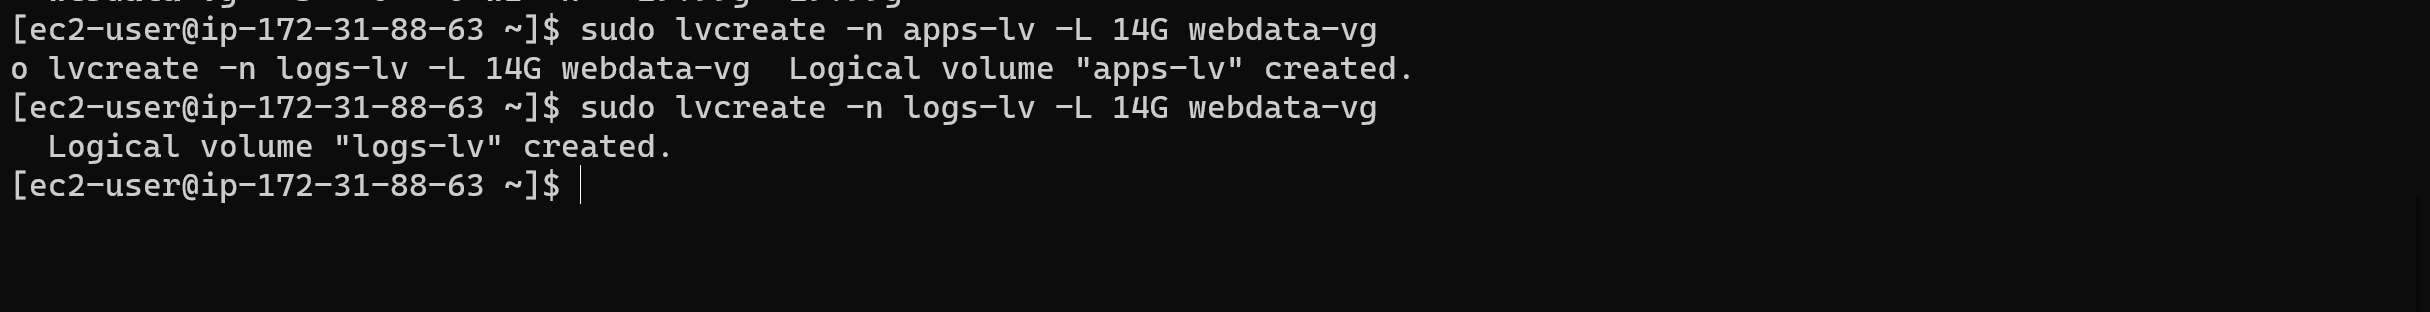 [ec2-user@ip-172-31-88-63 ~]$ sudo lvcreate -n apps-lv -L 14G webdata-vg
o lvcreate -n logs-lv -L 14G webdata-vg  Logical volume "apps-lv" created.
[ec2-user@ip-172-31-88-63 ~]$ sudo lvcreate -n logs-lv -L 14G webdata-vg
  Logical volume "logs-lv" created.
[ec2-user@ip-172-31-88-63 ~]$